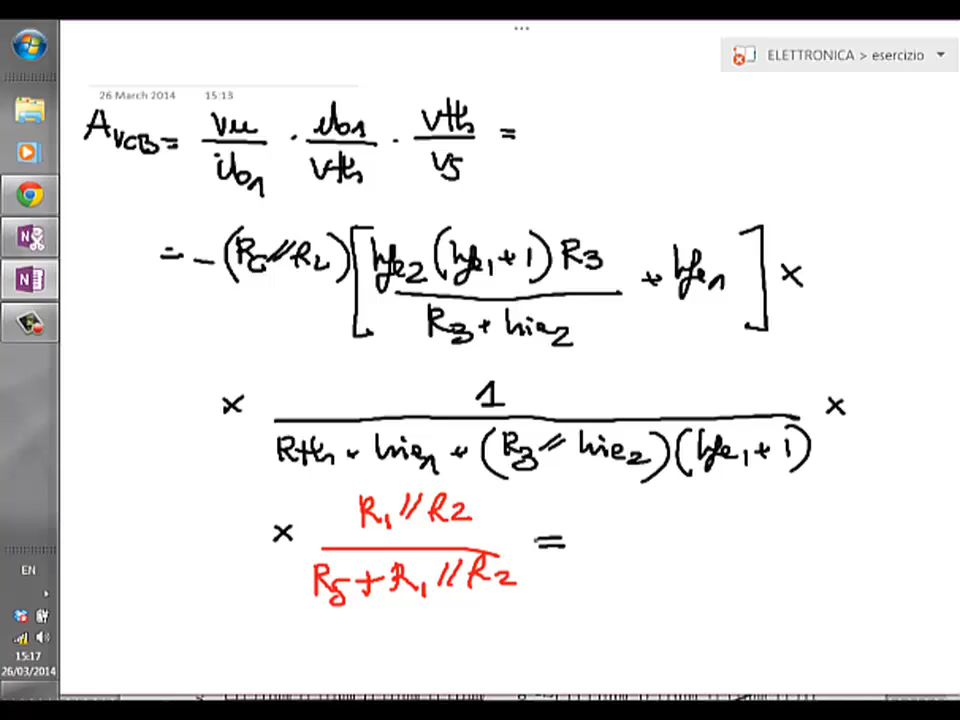 ELETTRONICA > esercizio
26 March 2014 15:13
A_VCB = vu/ib1 · ib1/vth · vth/vs =
= -(Rc//RL)[hfe2(hfe1+1)R3/(R3+hie2) + hfe1] ×
× 1/(Rth+hie1+(R3//hie2)(hfe1+1)) ×
× R1//R2/(Rs+R1//R2) =
EN
15:17
26/03/2014